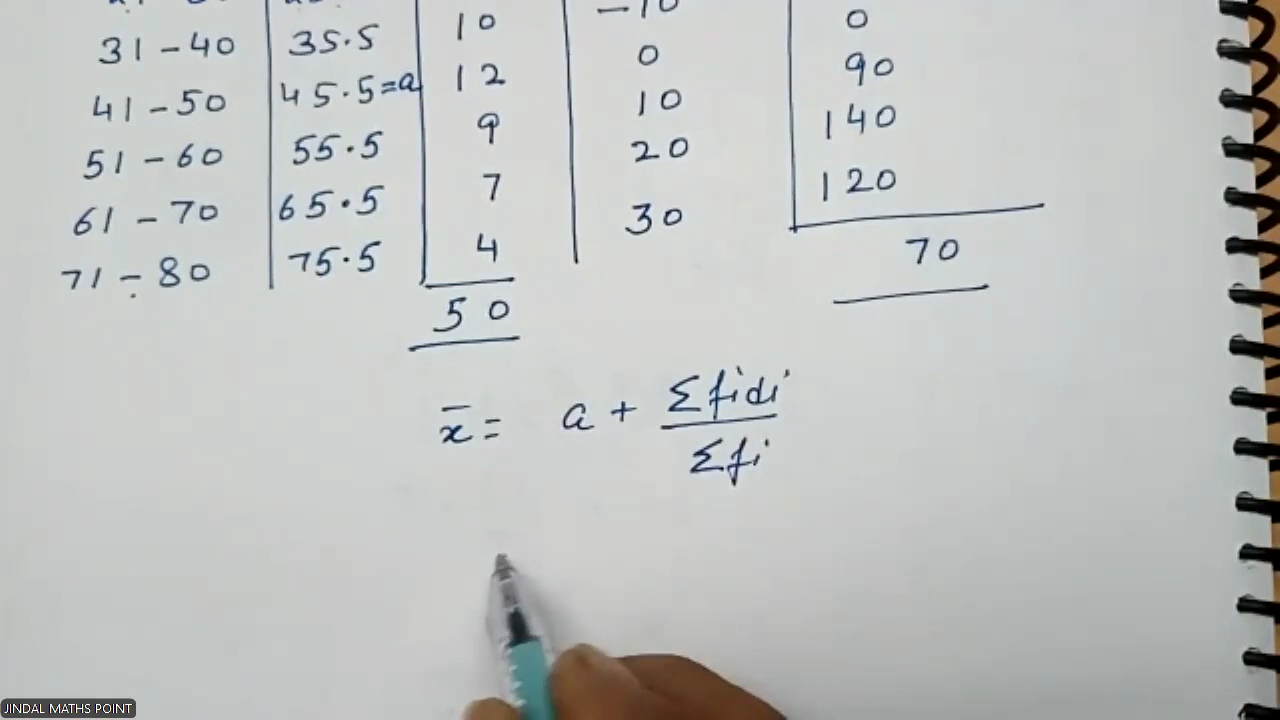 31-40 35.5 10 -10 0
41-50 45.5=a 12 0 90
51-60 55.5 9 10 140
61-70 65.5 7 20 120
71-80 75.5 4 30
50 70
x̄ = a + Σfidi / Σfi
JINDAL MATHS POINT